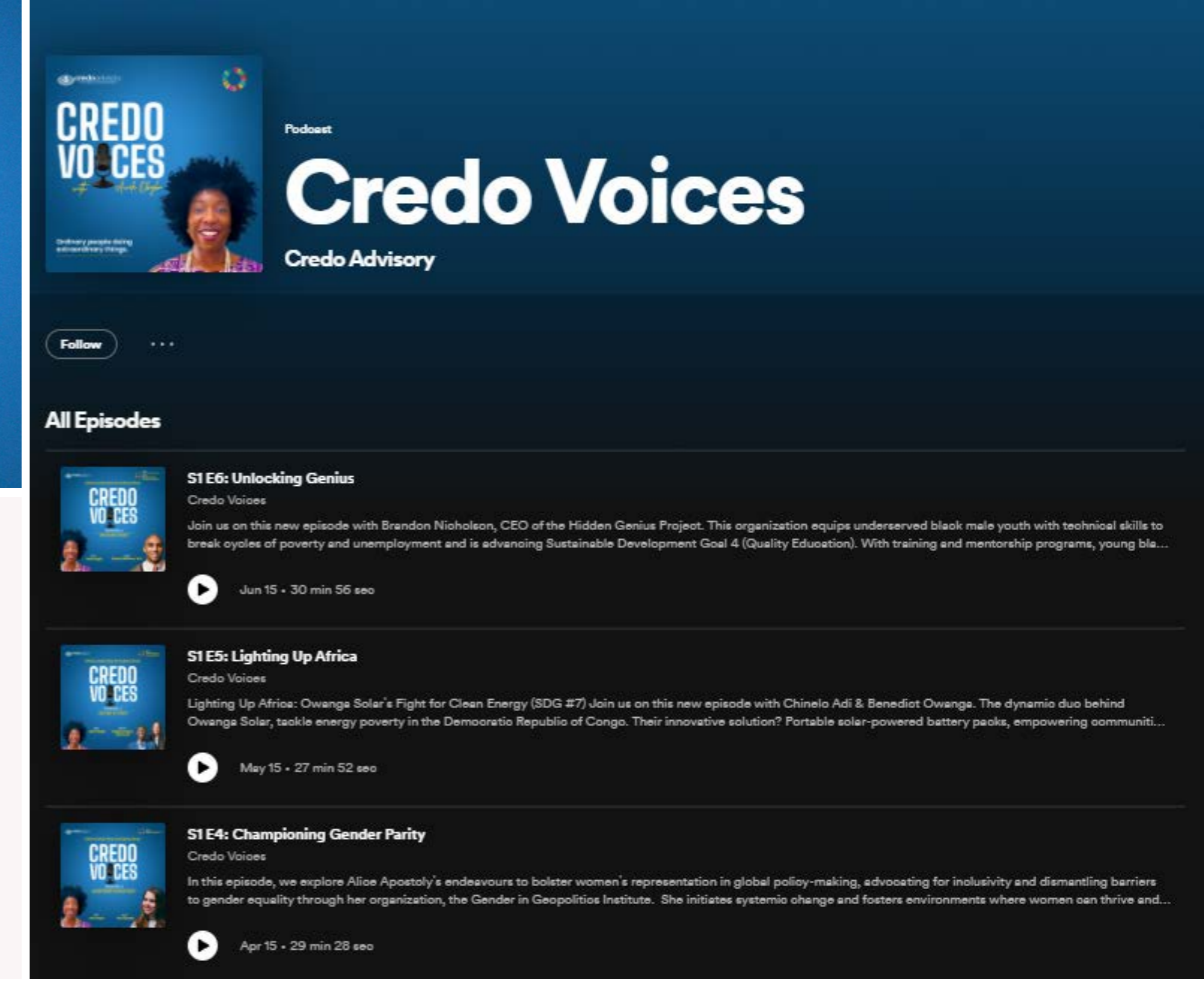 credoadvisory
CREDO
VOICES
with
Ordinary people doing
extraordinary things.
Podcast
Credo Voices
Credo Advisory
Follow
...
All Episodes
CREDO
VOICES
S1 E6: Unlocking Genius
Credo Voices
Join us on this new episode with Brandon Nicholson, CEO of the Hidden Genius Project. This organization equips underserved black male youth with technical skills to
break cycles of poverty and unemployment and is advancing Sustainable Development Goal 4 (Quality Education). With training and mentorship programs, young bla...
Jun 15 • 30 min 56 sec
CREDO
VOICES
S1 E5: Lighting Up Africa
Credo Voices
Lighting Up Africa: Owanga Solar's Fight for Clean Energy (SDG #7) Join us on this new episode with Chinelo Adi & Benedict Owanga. The dynamic duo behind
Owanga Solar, tackle energy poverty in the Democratic Republic of Congo. Their innovative solution? Portable solar-powered battery packs, empowering communiti...
May 15 • 27 min 52 sec
CREDO
VOICES
S1 E4: Championing Gender Parity
Credo Voices
In this episode, we explore Alice Apostoly's endeavours to bolster women's representation in global policy-making, advocating for inclusivity and dismantling barriers
to gender equality through her organization, the Gender in Geopolitics Institute. She initiates systemic change and fosters environments where women can thrive and...
Apr 15 • 29 min 28 sec